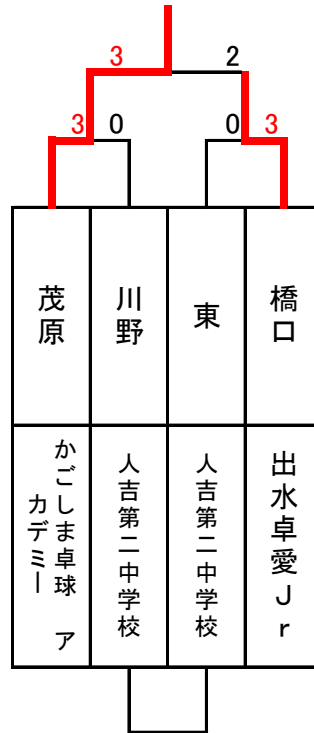 3 2
3 0 0 3
茂原
川野
東
橋口
かごしま卓球 ア
カデミー
人吉第二中学校
人吉第二中学校
出水卓愛Jr